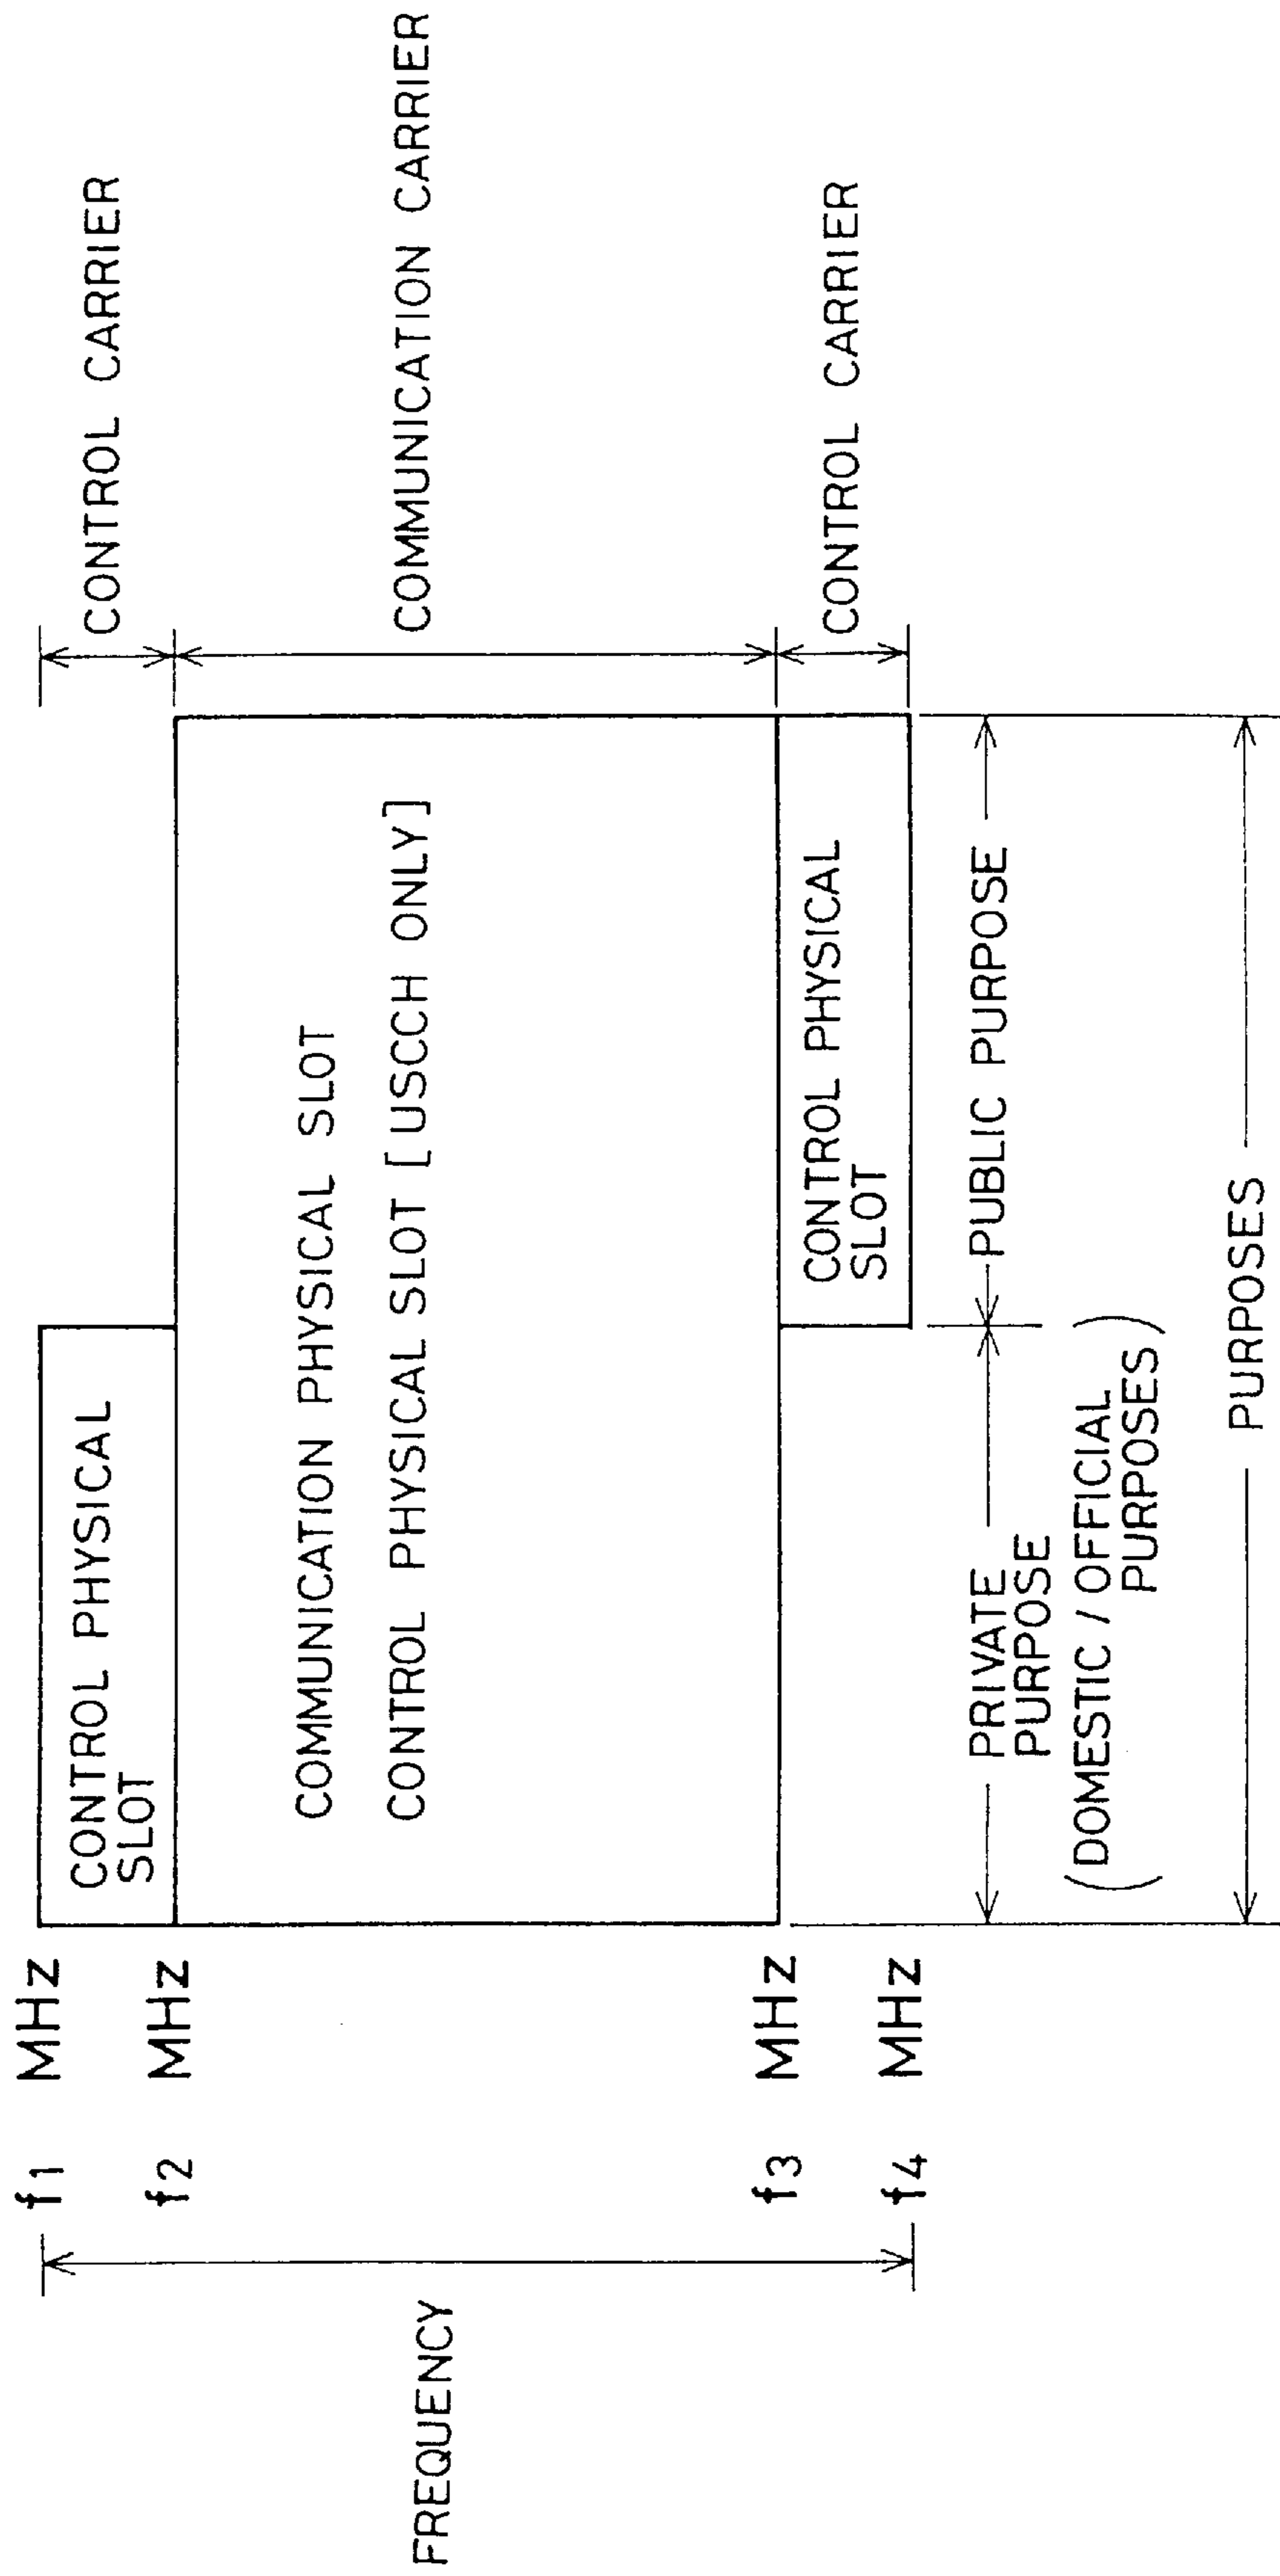 f1 MHz
f2 MHz
f3 MHz
f4 MHz
FREQUENCY
CONTROL PHYSICAL
SLOT
COMMUNICATION PHYSICAL SLOT
CONTROL PHYSICAL SLOT [USCCH ONLY]
CONTROL PHYSICAL
SLOT
CONTROL CARRIER
COMMUNICATION CARRIER
CONTROL CARRIER
PRIVATE
PURPOSE
(DOMESTIC / OFFICIAL
PURPOSES)
PUBLIC PURPOSE
PURPOSES